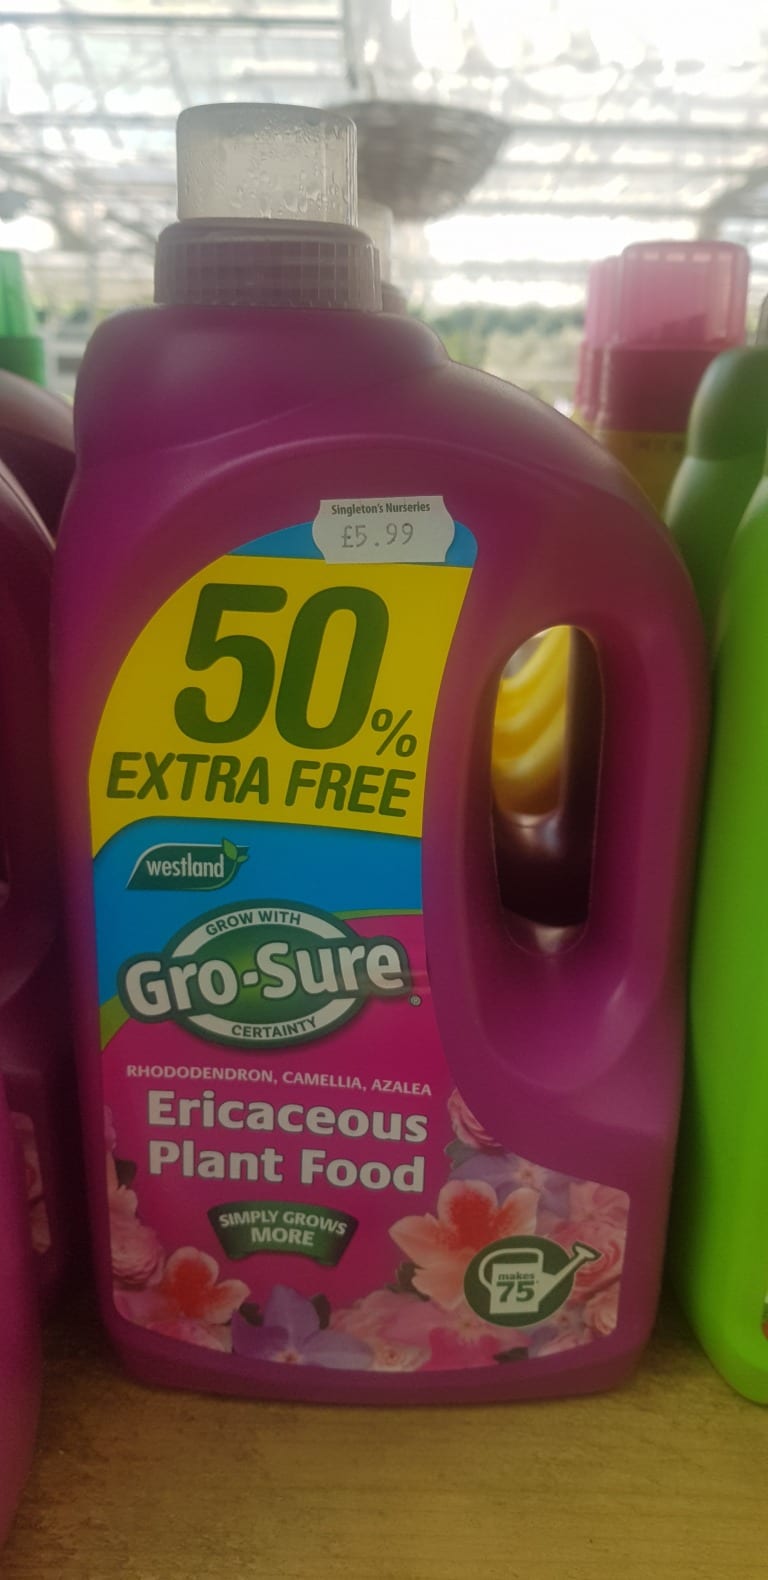 Singleton's Nurseries
£5.99
50%
EXTRA FREE
westland
GROW WITH
Gro-Sure®
CERTAINTY
RHODODENDRON, CAMELLIA, AZALEA
Ericaceous
Plant Food
SIMPLY GROWS
MORE
makes
75